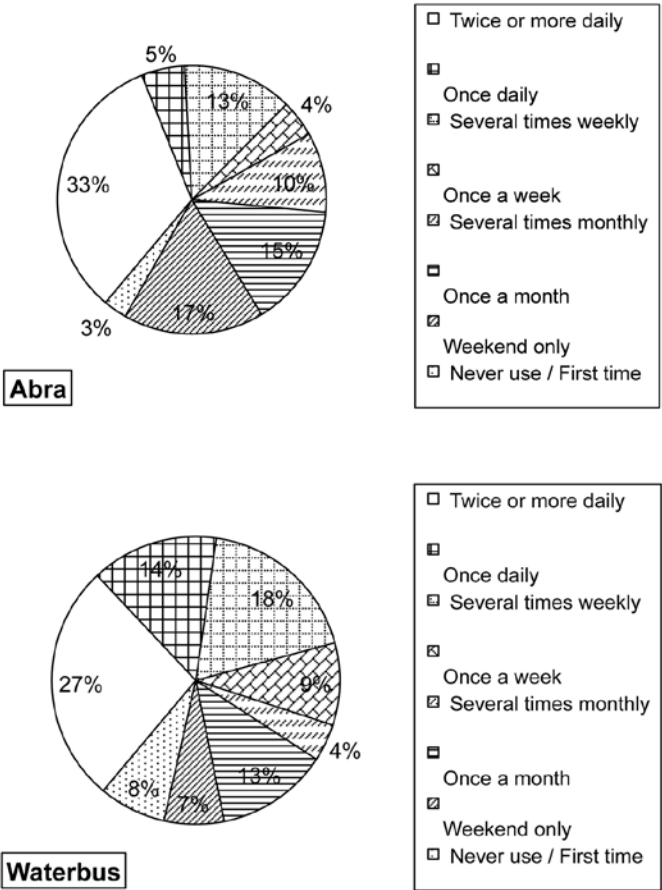 5%
13%
4%
33%
10%
15%
17%
3%
Abra
Twice or more daily
Once daily
Several times weekly
Once a week
Several times monthly
Once a month
Weekend only
Never use / First time
14%
18%
27%
9%
4%
13%
8%
7%
Waterbus
Twice or more daily
Once daily
Several times weekly
Once a week
Several times monthly
Once a month
Weekend only
Never use / First time